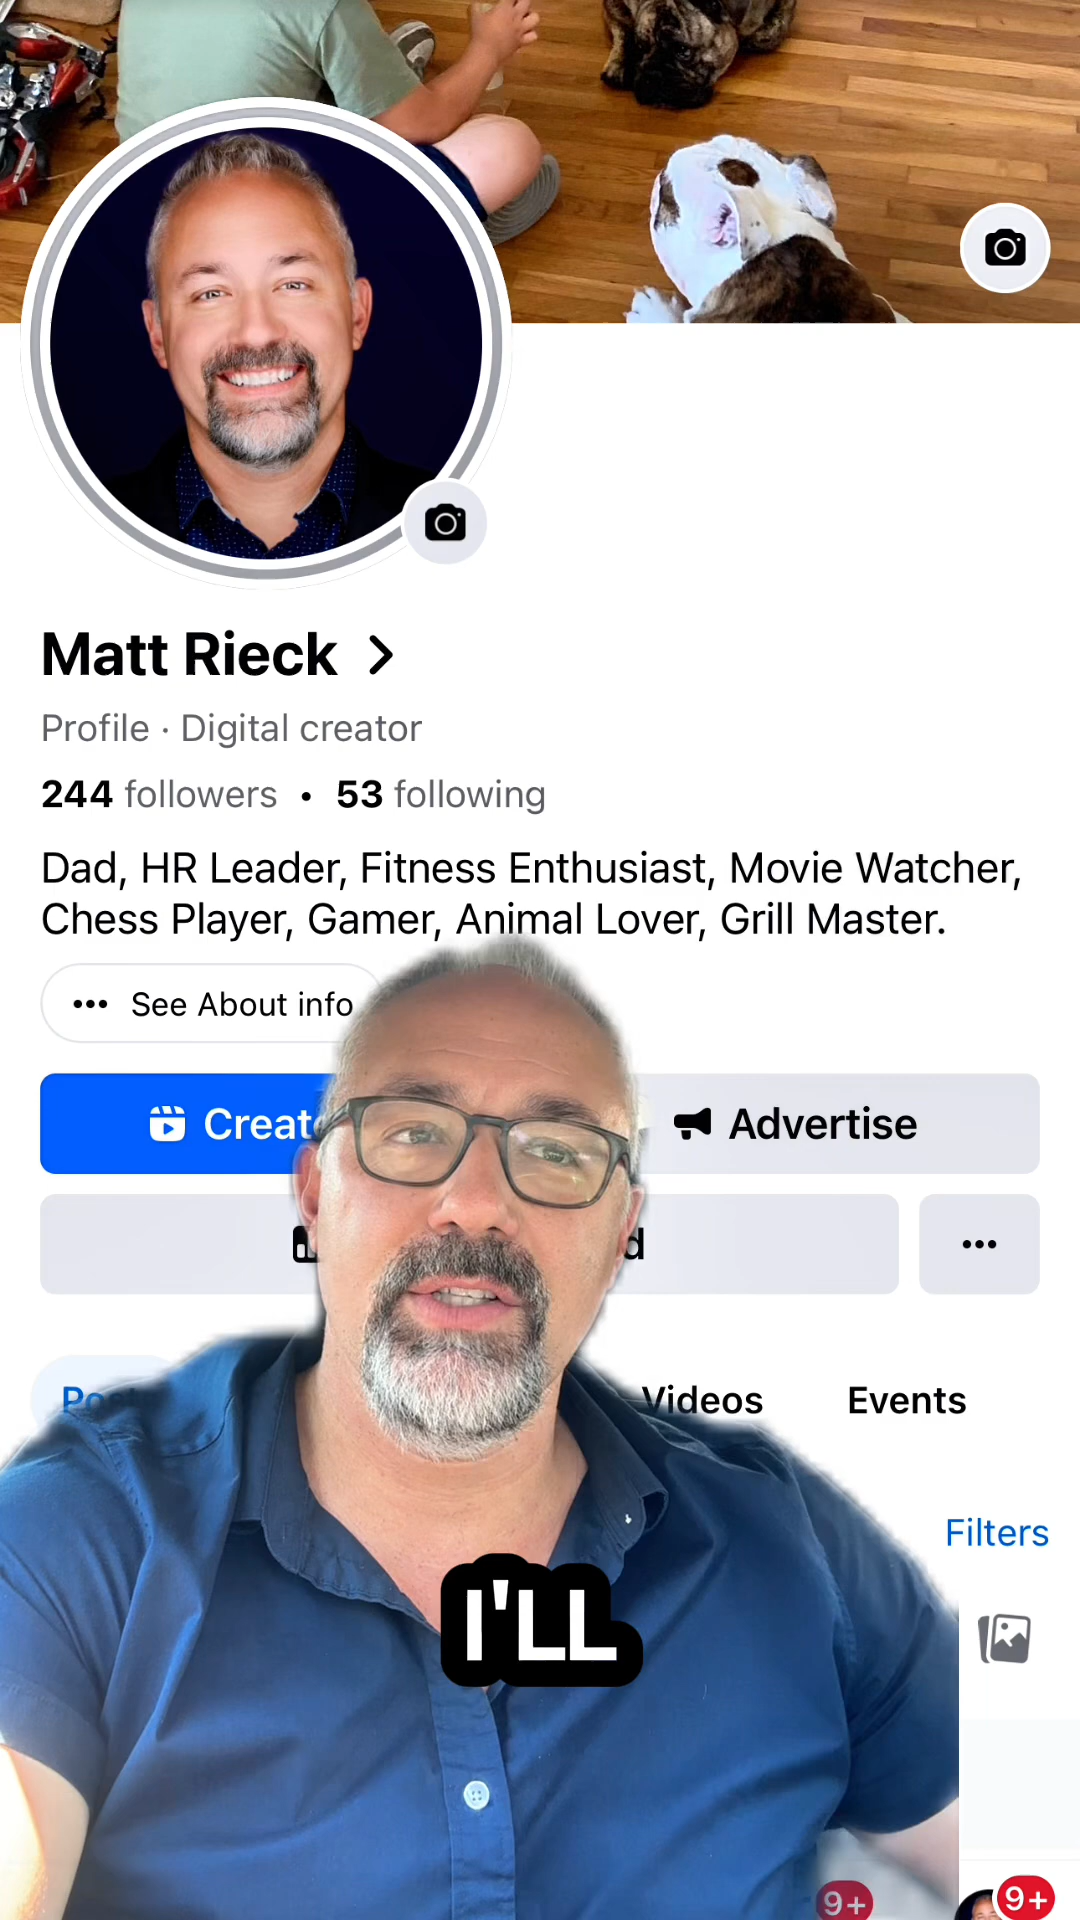 Matt Rieck
Profile · Digital creator
244 followers • 53 following
Dad, HR Leader, Fitness Enthusiast, Movie Watcher,
Chess Player, Gamer, Animal Lover, Grill Master.
See About info
Advertise
Videos
Events
Filters
I'LL
9+
9+